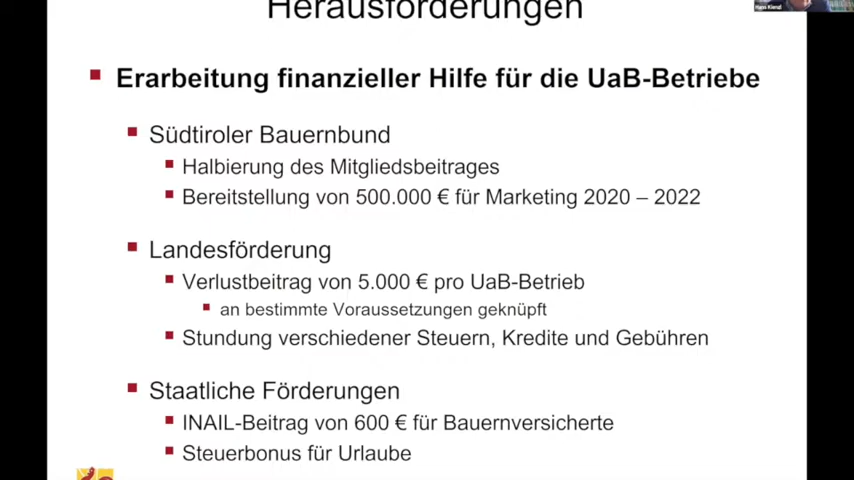 Herausforderungen
Erarbeitung finanzieller Hilfe für die UaB-Betriebe
Südtiroler Bauernbund
Halbierung des Mitgliedsbeitrages
Bereitstellung von 500.000 € für Marketing 2020 – 2022
Landesförderung
Verlustbeitrag von 5.000 € pro UaB-Betrieb
an bestimmte Voraussetzungen geknüpft
Stundung verschiedener Steuern, Kredite und Gebühren
Staatliche Förderungen
INAIL-Beitrag von 600 € für Bauernversicherte
Steuerbonus für Urlaube